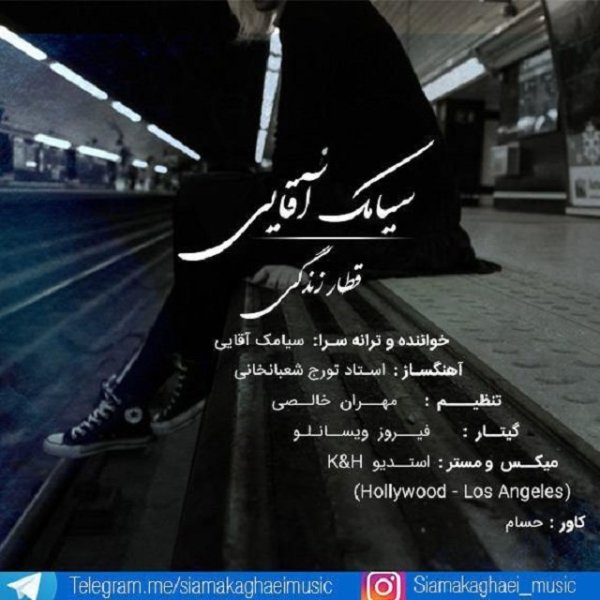 سیامک آقایی
قطار زندگی
خواننده و ترانه سرا: سیامک آقایی
آهنگساز: استاد تورج شعبانخانی
تنظیم: مهران خالصی
گیتار: فیروز ویسانلو
میکس و مستر: استدیو K&H
(Hollywood - Los Angeles)
کاور: حسام
Telegram.me/siamakaghaeimusic
Siamakaghaei_music